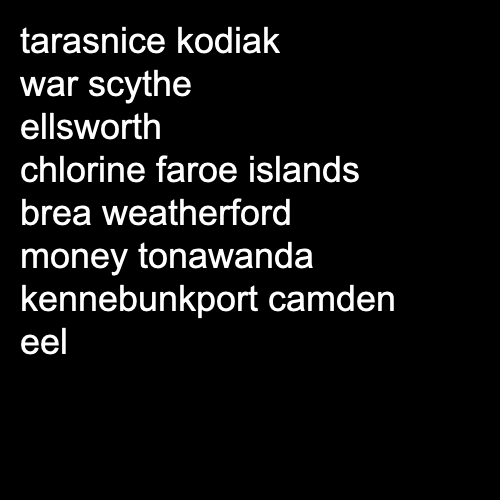 tarasnice kodiak
war scythe
ellsworth
chlorine faroe islands
brea weatherford
money tonawanda
kennebunkport camden
eel